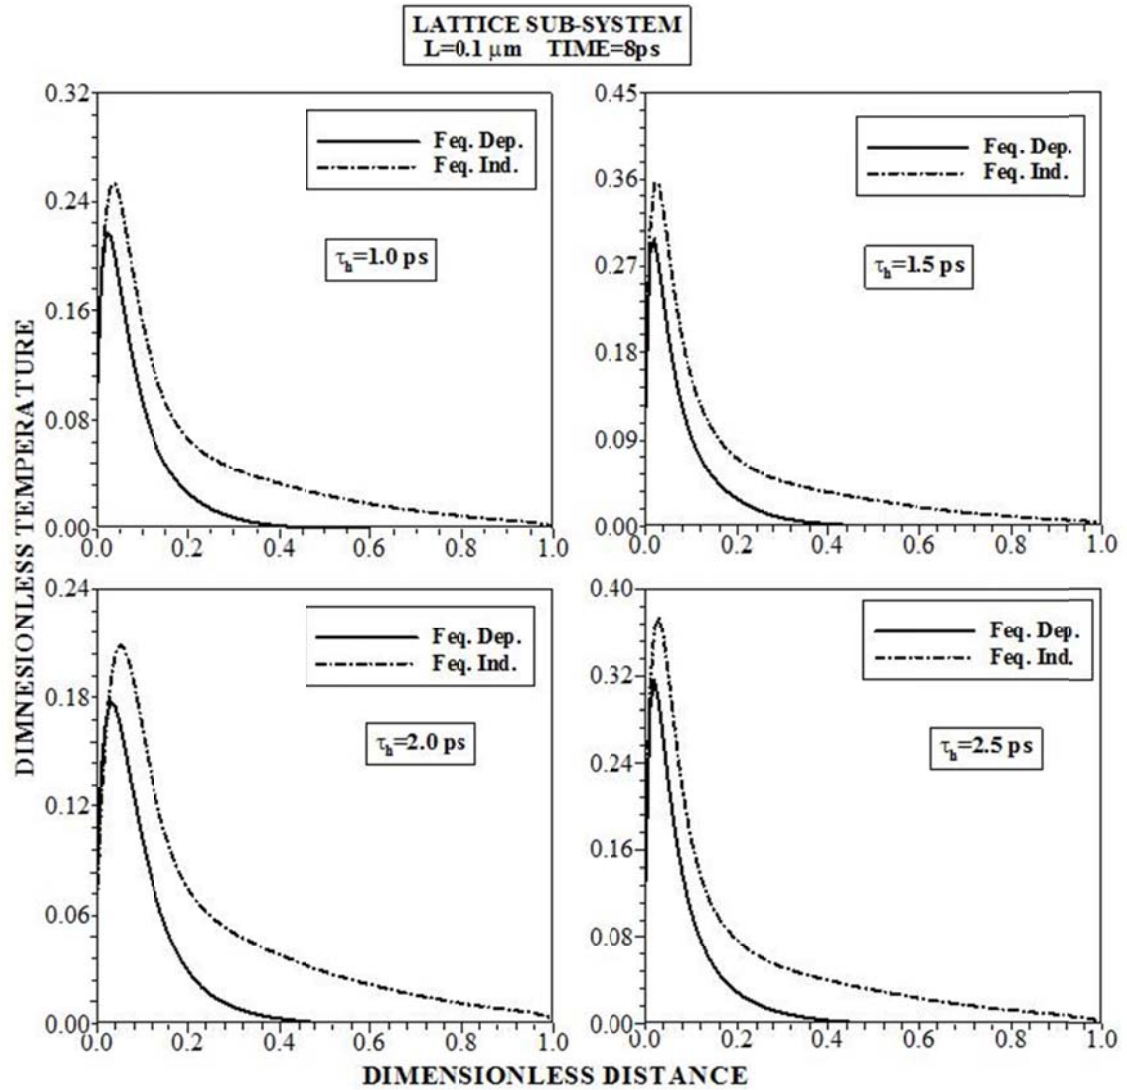 LATTICE SUB-SYSTEM
L=0.1 μm TIME=8ps
DIMNESIONLESS TEMPERATURE
0.32
0.24
0.16
0.08
0.00
0.0 0.2 0.4 0.6 0.8 1.0
Feq. Dep.
Feq. Ind.
τh=1.0 ps
0.45
0.36
0.27
0.18
0.09
0.00
0.0 0.2 0.4 0.6 0.8 1.0
Feq. Dep.
Feq. Ind.
τh=1.5 ps
0.24
0.18
0.12
0.06
0.00
0.0 0.2 0.4 0.6 0.8 1.0
Feq. Dep.
Feq. Ind.
τh=2.0 ps
0.40
0.32
0.24
0.16
0.08
0.00
0.0 0.2 0.4 0.6 0.8 1.0
Feq. Dep.
Feq. Ind.
τh=2.5 ps
DIMENSIONLESS DISTANCE